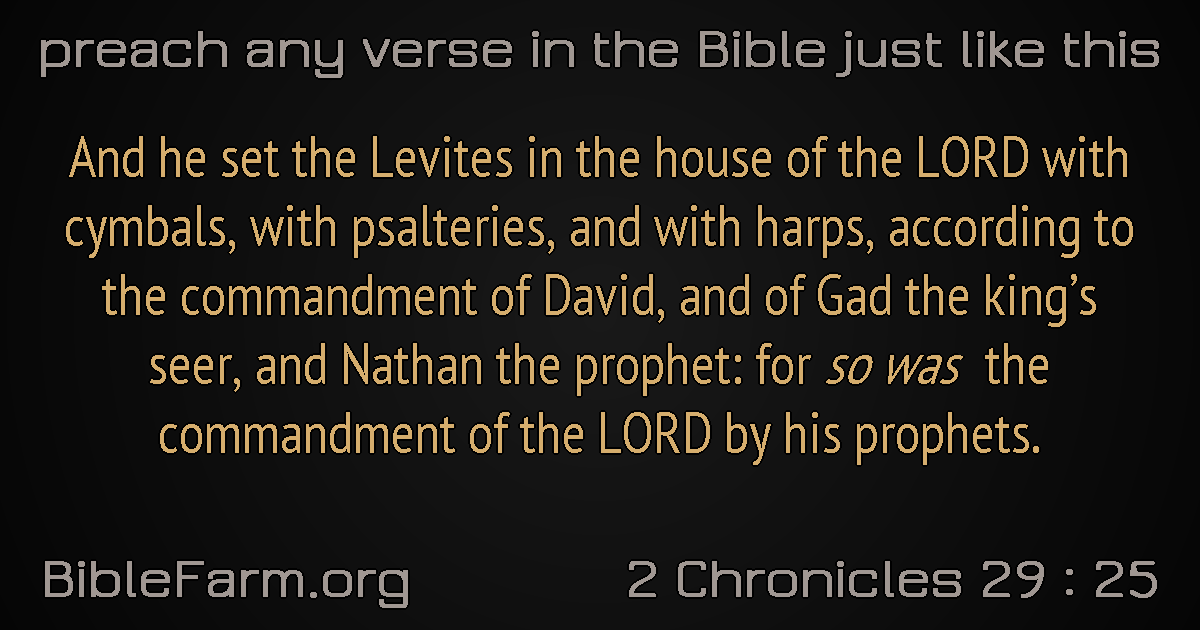 preach any verse in the Bible just like this
And he set the Levites in the house of the LORD with
cymbals, with psalteries, and with harps, according to
the commandment of David, and of Gad the king’s
seer, and Nathan the prophet: for so was the
commandment of the LORD by his prophets.
BibleFarm.org
2 Chronicles 29 : 25